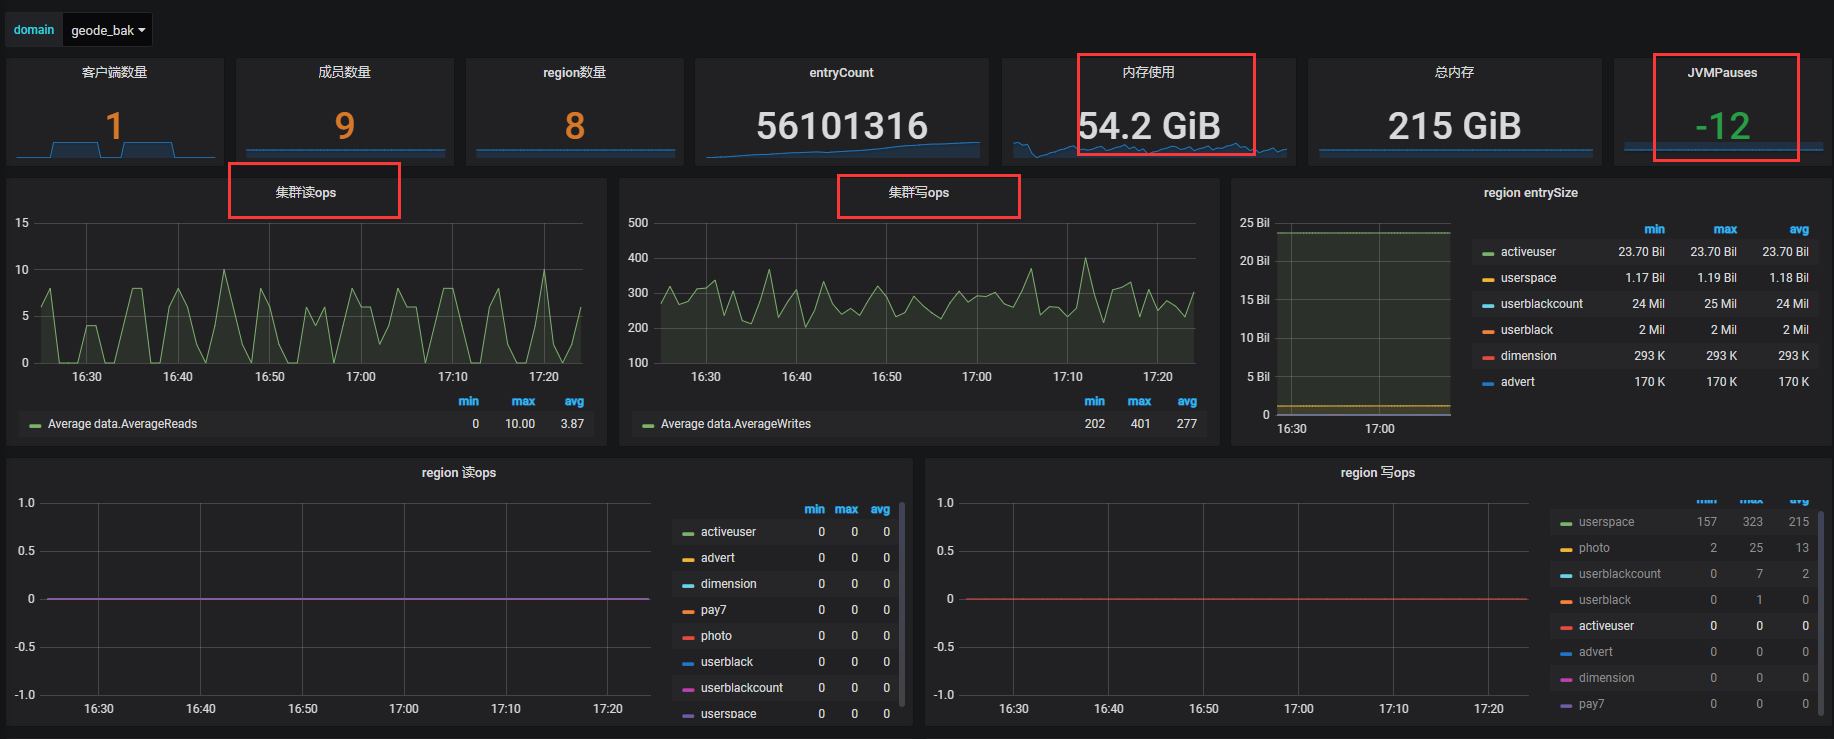 domain geode_bak
客户端数量 成员数量 region数量 entryCount 内存使用 总内存 JVMPauses
1 9 8 56101316 54.2 GiB 215 GiB -12
集群读ops
15
10
5
0
16:30 16:40 16:50 17:00 17:10 17:20
min max avg
Average data.AverageReads 0 10.00 3.87
集群写ops
500
400
300
200
100
16:30 16:40 16:50 17:00 17:10 17:20
min max avg
Average data.AverageWrites 202 401 277
region entrySize
25 Bil
20 Bil
15 Bil
10 Bil
5 Bil
0
16:30 17:00
min max avg
activeuser 23.70 Bil 23.70 Bil 23.70 Bil
userspace 1.17 Bil 1.19 Bil 1.18 Bil
userblackcount 24 Mil 25 Mil 24 Mil
userblack 2 Mil 2 Mil 2 Mil
dimension 293 K 293 K 293 K
advert 170 K 170 K 170 K
region 读ops
1.0
0.5
0
-0.5
-1.0
16:30 16:40 16:50 17:00 17:10 17:20
min max avg
activeuser 0 0 0
advert 0 0 0
dimension 0 0 0
pay7 0 0 0
photo 0 0 0
userblack 0 0 0
userblackcount 0 0 0
userspace 0 0 0
region 写ops
1.0
0.5
0
-0.5
-1.0
16:30 16:40 16:50 17:00 17:10 17:20
min max avg
userspace 157 323 215
photo 2 25 13
userblackcount 0 7 2
userblack 0 1 0
activeuser 0 0 0
advert 0 0 0
dimension 0 0 0
pay7 0 0 0